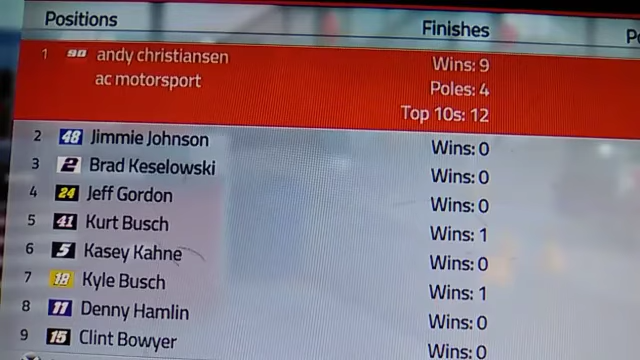 Positions Finishes Po
1 90 andy christiansen Wins: 9
ac motorsport Poles: 4
Top 10s: 12
2 48 Jimmie Johnson Wins: 0
3 2 Brad Keselowski Wins: 0
4 24 Jeff Gordon Wins: 0
5 41 Kurt Busch Wins: 1
6 5 Kasey Kahne Wins: 0
7 18 Kyle Busch Wins: 1
8 11 Denny Hamlin Wins: 0
9 15 Clint Bowyer Wins: 0